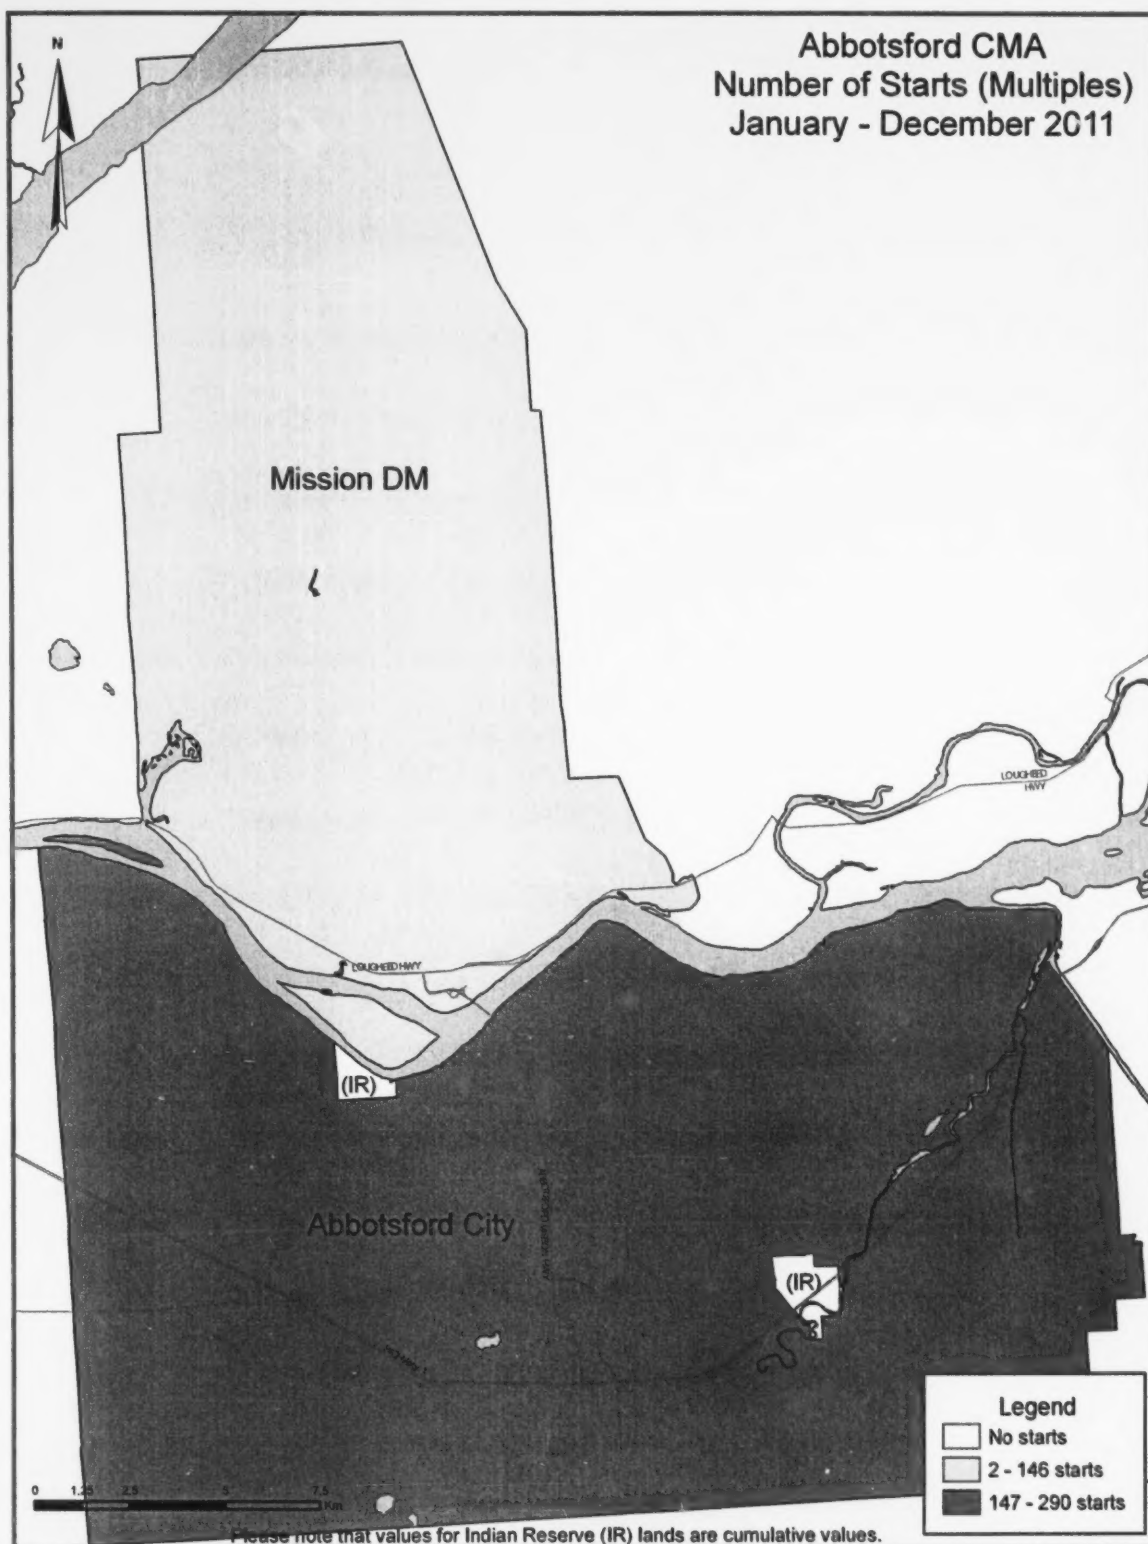 Abbotsford CMA
Number of Starts (Multiples)
January - December 2011
N
Mission DM
LOUGHEED
HWY
LOUGHEED HWY
(IR)
Abbotsford City
(IR)
Legend
No starts
2 - 146 starts
147 - 290 starts
0 1.25 2.5 5 7.5
Km
Please note that values for Indian Reserve (IR) lands are cumulative values.